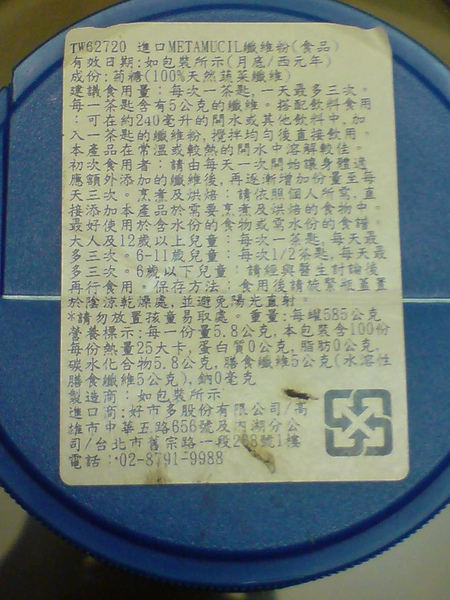 TW62720 進口METAMUCIL纖維粉(食品)
有效日期:如包裝所示(月底/西元年)
成份:菊糖(100%天然蔬菜纖維)
建議食用量:每次一茶匙,一天最多三次。
每一茶匙含有5公克的纖維。搭配飲料食用
:可在約240毫升的開水或其他飲料中,加
入一茶匙的纖維粉,攪拌均勻後直接飲用。
本產品在常溫或較熱的開水中溶解較佳。
初次食用者:請由每天一次開始讓身體適
應額外添加的纖維後,再逐漸增加份量至每
天三次。烹煮及烘焙:請依照個人所需,直
接添加本產品於需要烹煮及烘焙的食物中。
最好使用於含水份的食物或需水份的食譜。
大人及12歲以上兒童:每次一茶匙,每天最
多三次。6-11歲兒童:每次1/2茶匙,每天最
多三次。6歲以下兒童:請經與醫生討論後
再行食用。保存方法:食用後請旋緊瓶蓋置
於陰涼乾燥處,並避免陽光直射。
*請勿放置孩童易取處。重量:每罐585公克
營養標示:每一份量5.8公克,本包裝含100份
每份熱量25大卡,蛋白質0公克,脂肪0公克,
碳水化合物5.8公克,膳食纖維5公克(水溶性
膳食纖維5公克),鈉0毫克
製造商:如包裝所示
進口商:好市多股份有限公司/高
雄市中華五路656號及內湖分公
司/台北市舊宗路一段268號1樓
電話:02-8791-9988